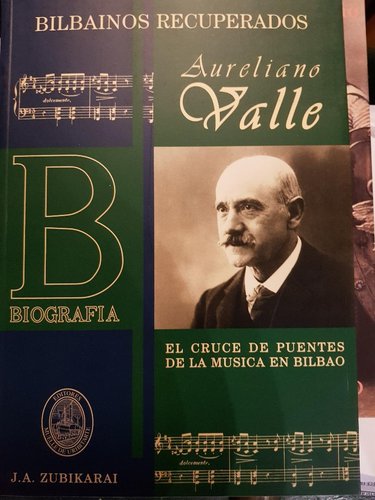 BILBAINOS RECUPERADOS
Aureliano
Valle
dolcemente,
B
BIOGRAFIA
EL CRUCE DE PUENTES
DE LA MUSICA EN BILBAO
J.A. ZUBIKARAI
dolcemente,